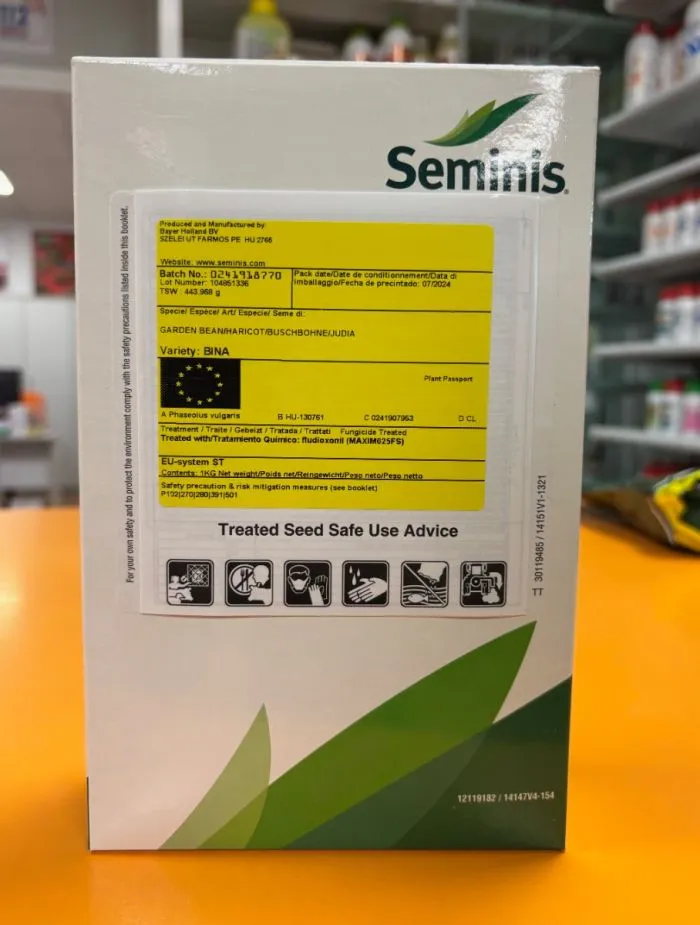 Seminis
Produced and Manufactured by:
Bayer Holland BV
SZELEI UT FARMOS PE HU 2766
Website: www.seminis.com
Batch No.: 0241918770
Lot Number: 104851336
TSW : 443.968 g
Pack date/Date de conditionnement/Data di
imballaggio/Fecha de precintado: 07/2024
Specie/ Espèce/ Art/ Especie/ Seme di:
GARDEN BEAN/HARICOT/BUSCHBOHNE/JUDIA
Variety: BINA
Plant Passport
A Phaseolus vulgaris B HU-130761 C 0241907953 D CL
Treatment / Traite / Gebeizt / Tratada / Trattati Fungicide Treated
Treated with/Tratamiento Quimico: fludioxonil (MAXIM625FS)
EU-system ST
Contents: 1KG Net weight/Poids net/Reingewicht/Peso neto/Peso netto
Safety precaution & risk mitigation measures (see booklet)
P102|270|280|391|501
Treated Seed Safe Use Advice
For your own safety and to protect the environment comply with the safety precautions listed inside this booklet.
TT 30119485 / 14151V1-1321
12119182 / 14147V4-154